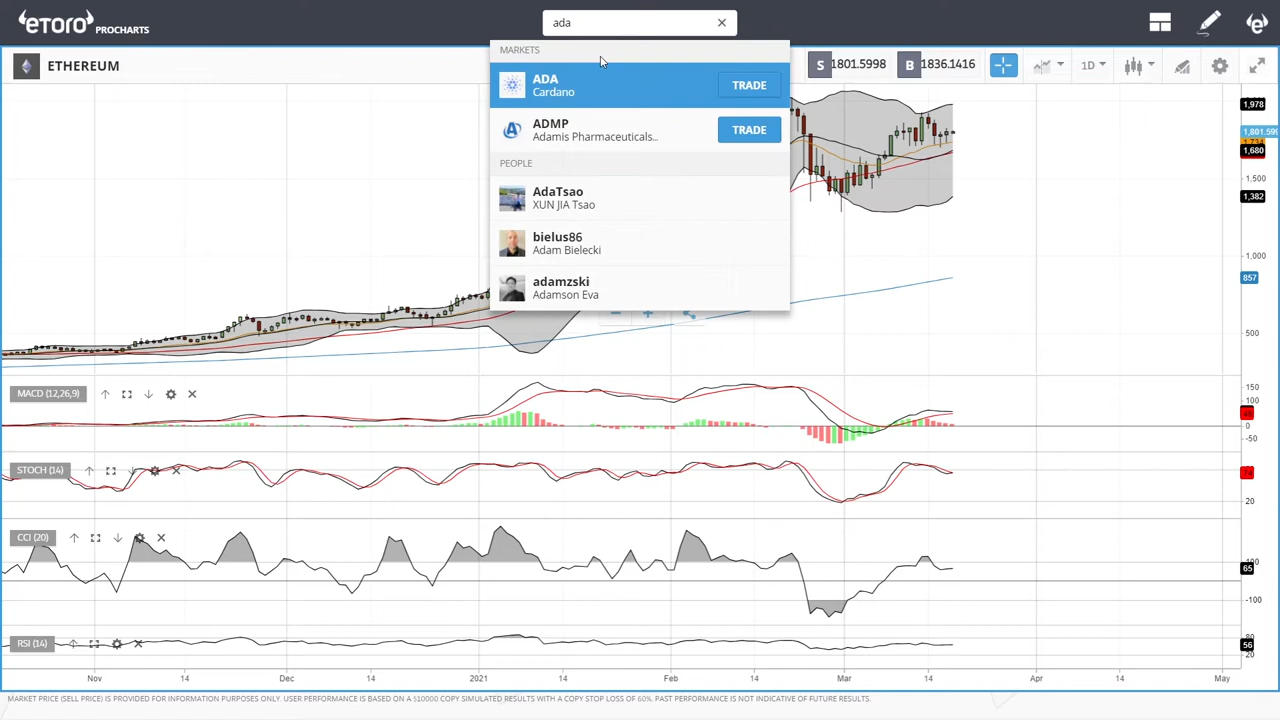 etoro PROCHARTS
ada
MARKETS
ADA
Cardano
TRADE
ADMP
Adamis Pharmaceuticals..
TRADE
PEOPLE
AdaTsao
XUN JIA Tsao
bielus86
Adam Bielecki
adamzski
Adamson Eva
ETHEREUM
S 1801.5998
B 1836.1416
1D
1,978
1,801.599
1,680
1,500
1,382
1,000
857
500
MACD (12,26,9)
150
100
0
-50
STOCH (14)
20
CCI (20)
65
-100
RSI (14)
80
56
20
Nov 14 Dec 14 2021 14 Feb 14 Mar 14 Apr 14 May
MARKET PRICE (SELL PRICE) IS PROVIDED FOR INFORMATION PURPOSES ONLY. USER PERFORMANCE IS BASED ON A $10000 COPY SIMULATED RESULTS WITH A COPY STOP LOSS OF 60%. PAST PERFORMANCE IS NOT INDICATIVE OF FUTURE RESULTS.